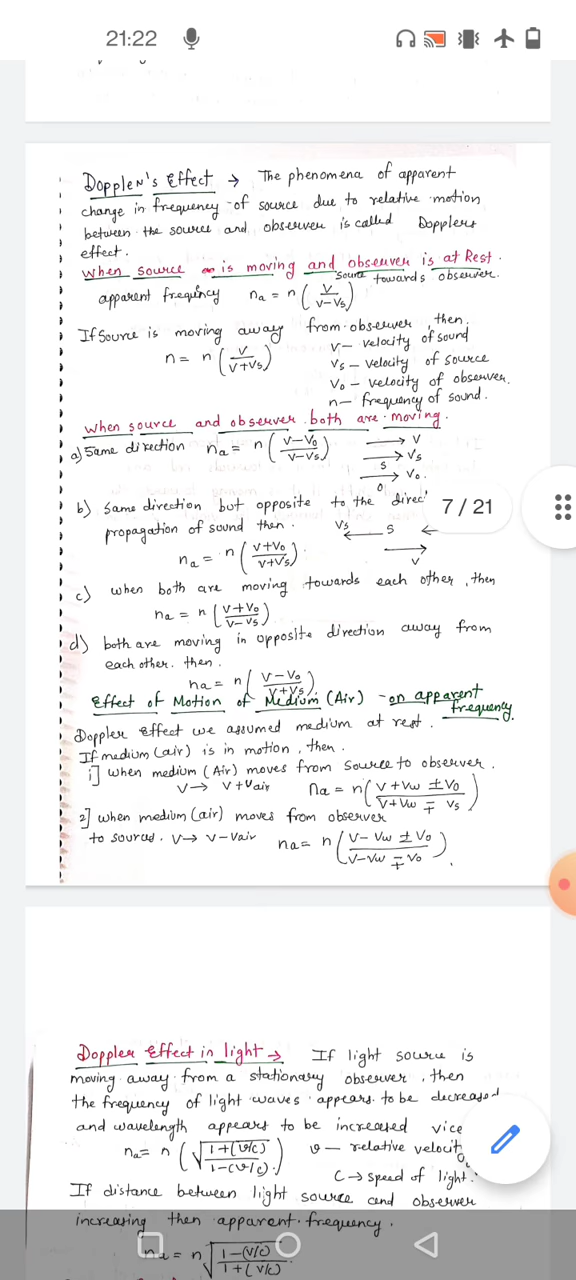 21:22
Doppler's Effect → The phenomena of apparent
change in frequency of source due to relative motion
between the source and observer is called Dopplers
effect.
When source is moving and observer is at Rest.
Source towards observer.
apparent frequency na = n (V/V-Vs)
If Source is moving away from observer, then.
n = n (V/V+Vs)
V- velocity of sound
Vs - velocity of source
Vo - velocity of observer.
n- frequency of sound.
When source and observer both are moving.
a) Same direction na = n (V-Vo/V-Vs) → V
→ Vs
S
→ Vo.
O
b) same direction but opposite to the direc'
7 / 21
propagation of sound then. Vs ← S ←
na = n (V+Vo/V+Vs) → V
c) when both are moving towards each other, then
na = n (V+Vo/V-Vs)
d) both are moving in opposite direction away from
each other. then.
na = n (V-Vo/V+Vs)
Effect of Motion of Medium (Air) - on apparent
frequency.
Doppler Effect we assumed medium at rest.
If medium (air) is in motion, then.
1] when medium (Air) moves from source to observer.
V→ V+Vair na = n (V+Vw ±Vo/V+Vw ∓ Vs)
2] when medium (air) moves from observer
to sourcd. V→ V-Vair na= n (V-Vw ± Vo/V-Vw ∓ Vo).
Doppler Effect in light → If light source is
moving away from a stationary observer, then
the frequency of light waves appears to be decreased
and wavelength appears to be increased vice
na= n (√1+(v/c)/1-(v/c)) v — relative velocit
C → speed of light.
If distance between light source and observer
increasing then apparent frequency.
na = n √1-(v/c)/1+(v/c)